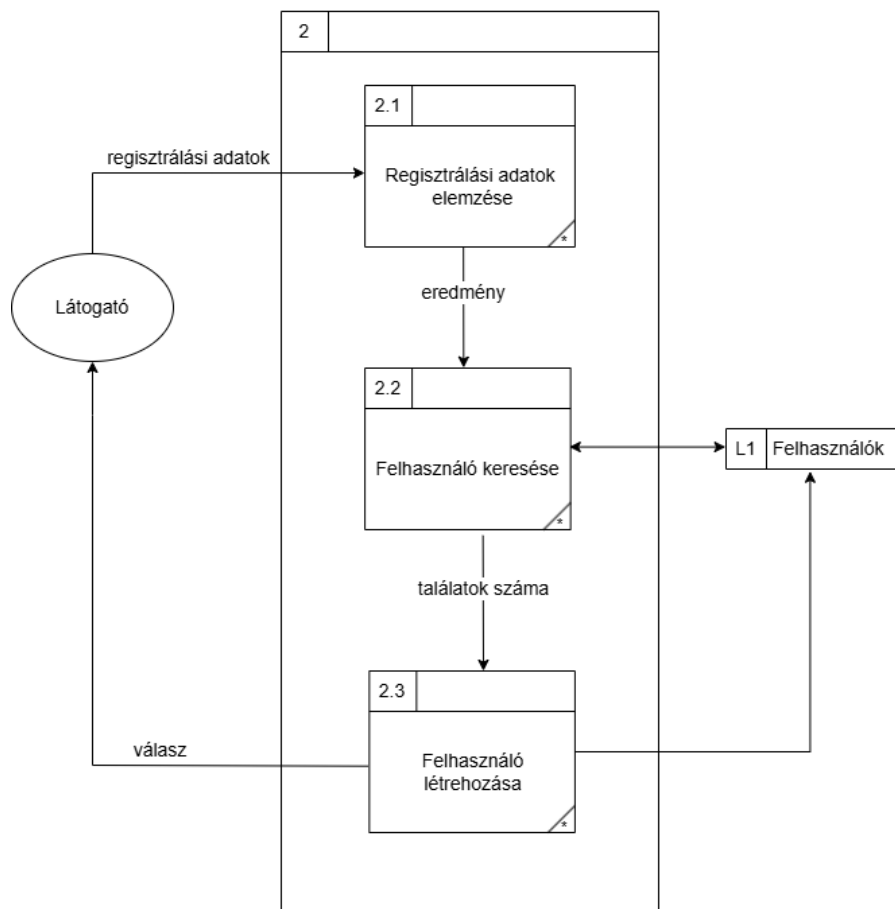 2
2.1
regisztrálási adatok
Regisztrálási adatok
elemzése
*
eredmény
Látogató
2.2
Felhasználó keresése
*
L1
Felhasználók
találatok száma
2.3
válasz
Felhasználó
létrehozása
*